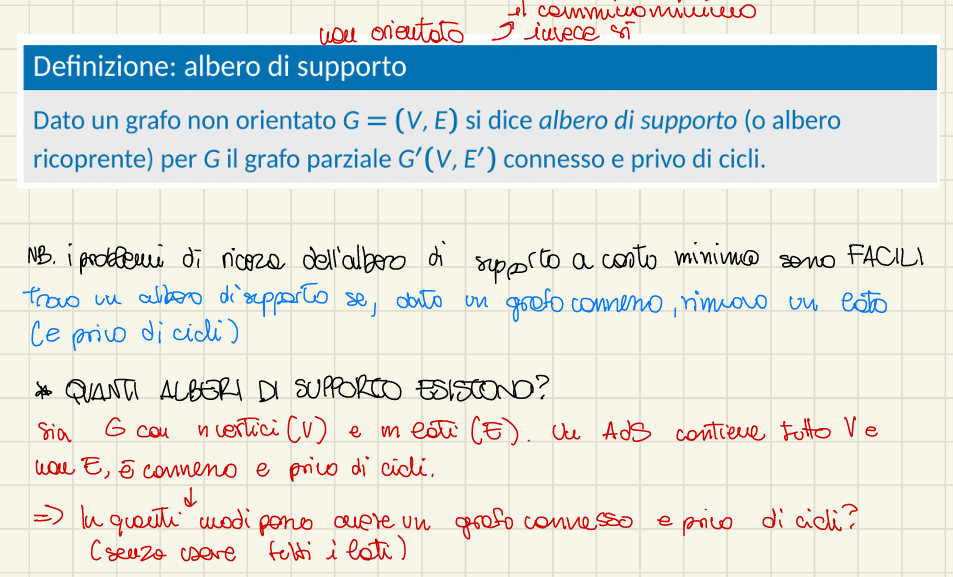 il cammino minimo
non orientato invece sì
Definizione: albero di supporto
Dato un grafo non orientato G = (V, E) si dice albero di supporto (o albero
ricoprente) per G il grafo parziale G′(V, E′) connesso e privo di cicli.
NB. i problemi di ricerca dell'albero di supporto a costo minimo sono FACILI
trovo un albero di supporto se, dato un grafo connesso, rimuovo un lato
(e privo di cicli)
* QUANTI ALBERI DI SUPPORTO ESISTONO?
Sia G con n vertici (V) e m lati (E). Un AdS contiene tutto V e
non E, è connesso e privo di cicli.
=> In quanti modi posso avere un grafo connesso e privo di cicli?
(senza usare tutti i lati)